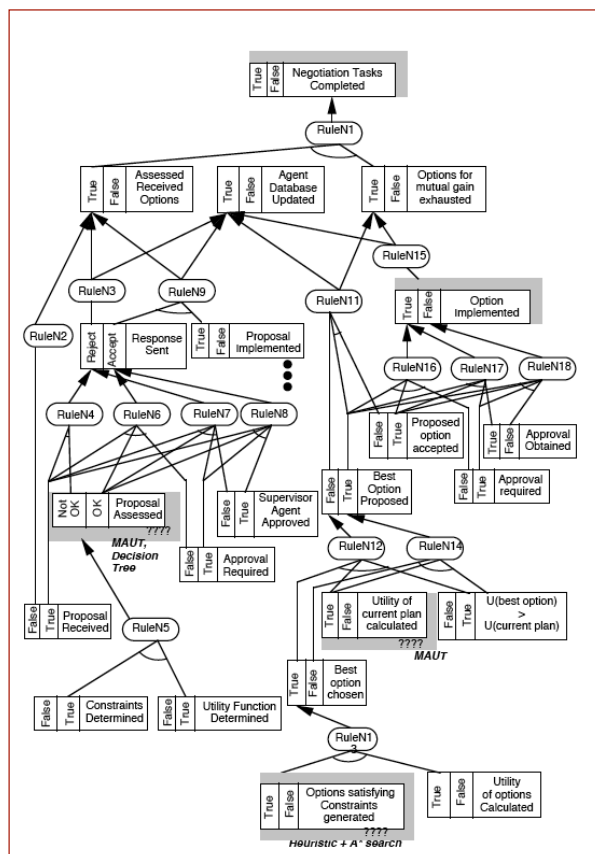 True
False
Negotiation Tasks
Completed
RuleN1
True
False
Assessed
Received
Options
True
False
Agent
Database
Updated
True
False
Options for
mutual gain
exhausted
RuleN15
RuleN3
RuleN9
RuleN11
True
False
Option
Implemented
RuleN2
Reject
Accept
Response
Sent
True
False
Proposal
Implemented
RuleN16
RuleN17
RuleN18
RuleN4
RuleN6
RuleN7
RuleN8
False
True
Proposed
option
accepted
True
False
Approval
Obtained
Not
OK
OK
Proposal
Assessed
????
MAUT,
Decision
Tree
False
True
Supervisor
Agent
Approved
False
True
Best
Option
Proposed
False
True
Approval
required
False
True
Approval
Required
RuleN12
RuleN14
False
True
Proposal
Received
RuleN5
True
False
Utility of
current plan
calculated
????
MAUT
False
True
U(best option)
>
U(current plan)
True
False
Best
option
chosen
False
True
Constraints
Determined
False
True
Utility Function
Determined
RuleN1
3
True
False
Options satisfying
Constraints
generated
????
Heuristic + A* search
True
False
Utility
of options
Calculated